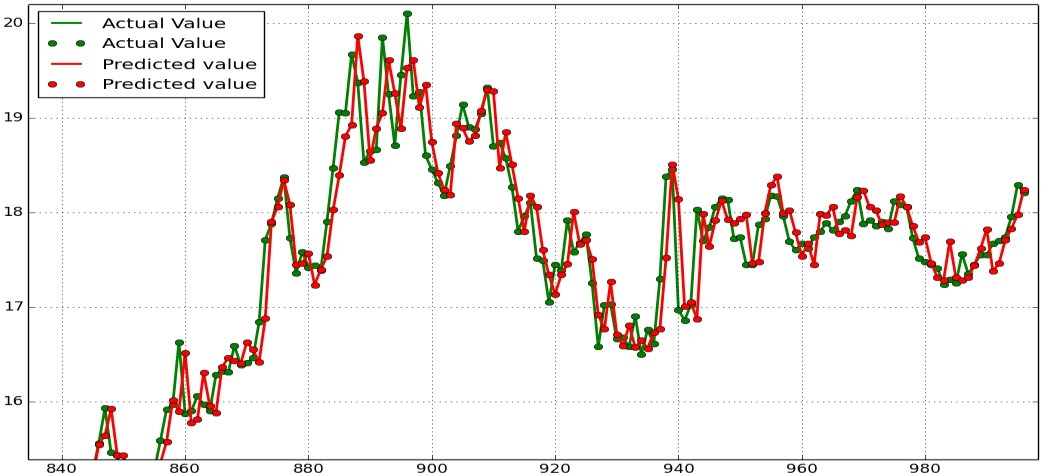 Actual Value
Actual Value
Predicted value
Predicted value
20
19
18
17
16
840 860 880 900 920 940 960 980